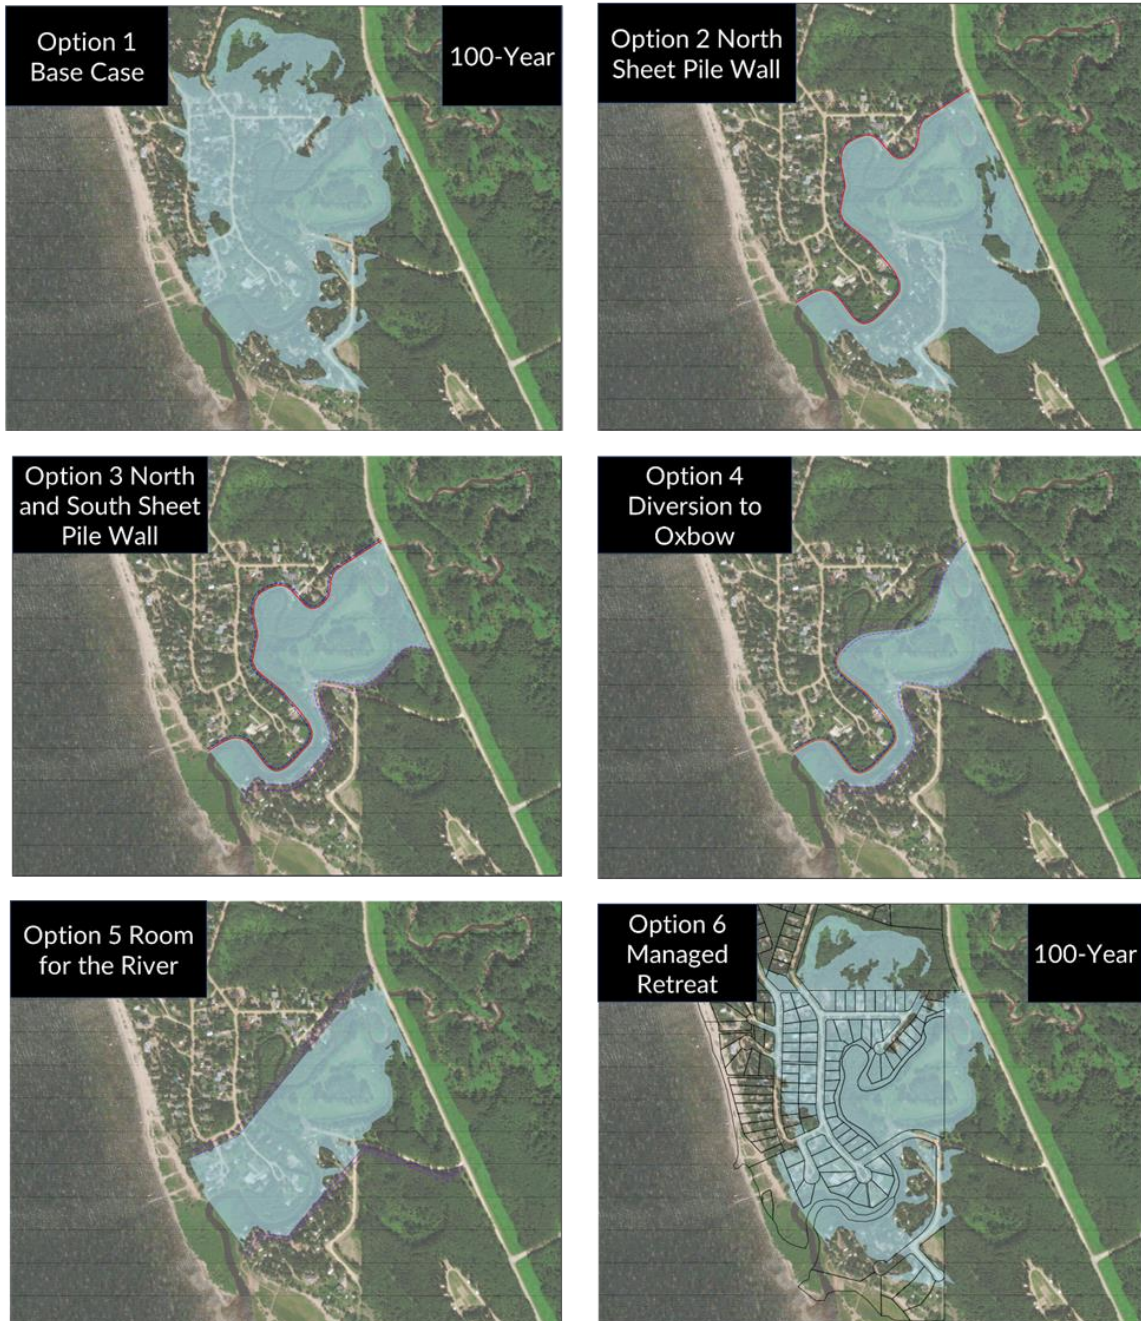 Option 1
Base Case
100-Year
Option 2 North
Sheet Pile Wall
Option 3 North
and South Sheet
Pile Wall
Option 4
Diversion to
Oxbow
Option 5 Room
for the River
Option 6
Managed
Retreat
100-Year